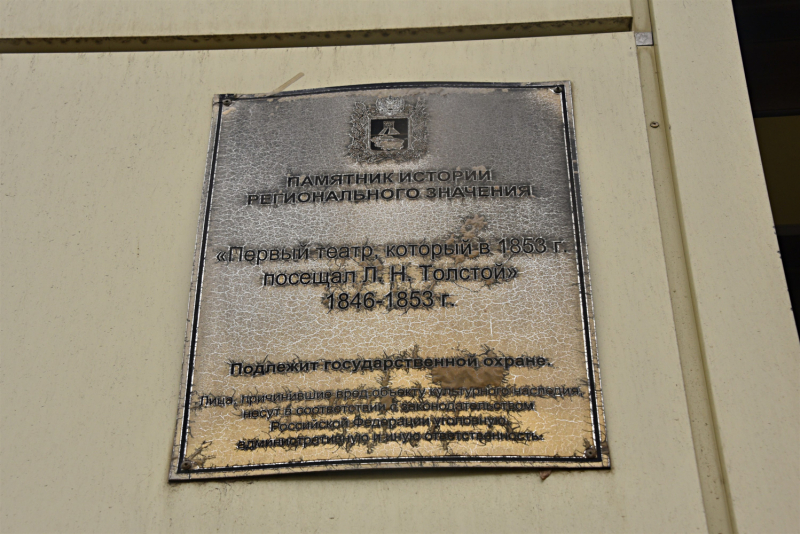 ПАМЯТНИК ИСТОРИИ
РЕГИОНАЛЬНОГО ЗНАЧЕНИЯ
«Первый театр, который в 1853 г.
посещал Л. Н. Толстой»
1846-1853 г.
Подлежит государственной охране.
Лица, причинившие вред объекту культурного наследия,
несут в соответствии с законодательством
Российской Федерации уголовную,
административную и иную ответственность.